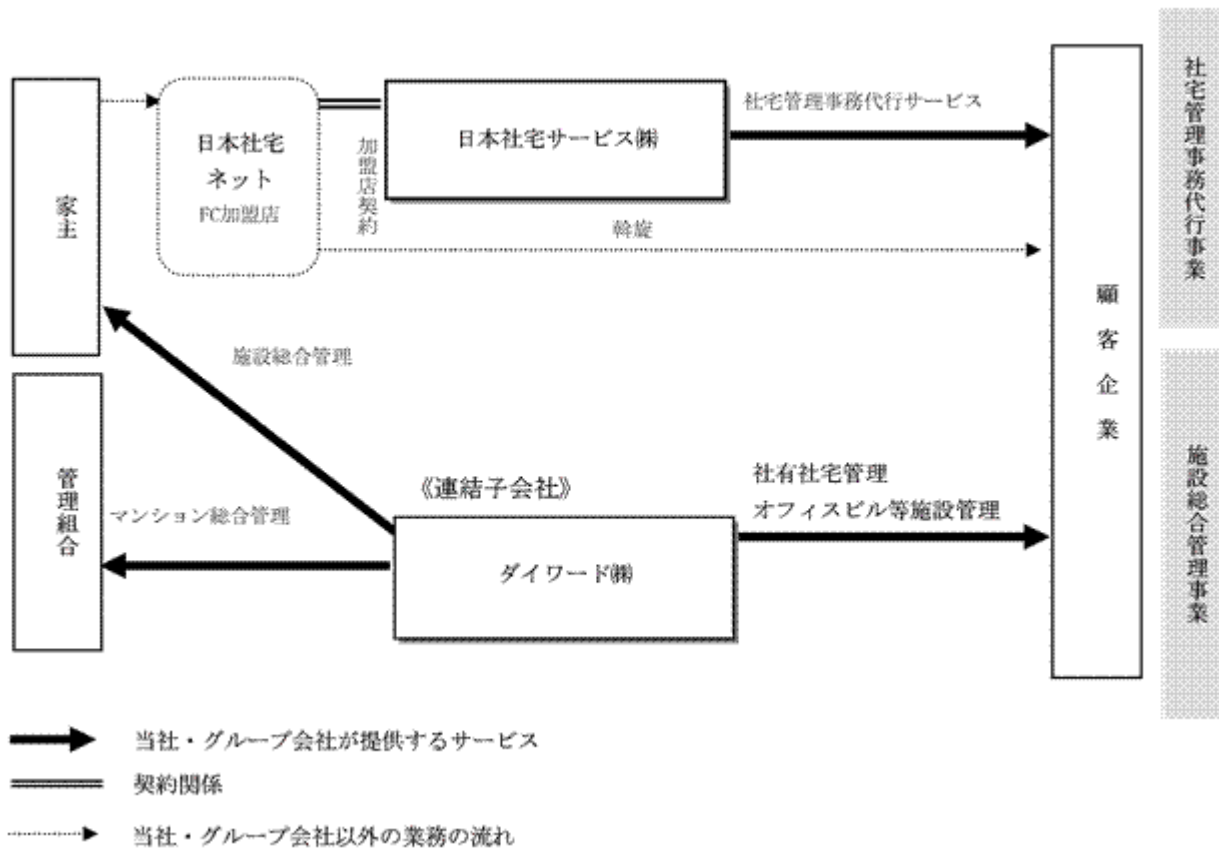 家主
日本社宅
ネット
FC加盟店
加盟店契約
日本社宅サービス㈱
社宅管理事務代行サービス
斡旋
顧客企業
社宅管理事務代行事業
施設総合管理
管理組合
マンション総合管理
《連結子会社》
ダイワード㈱
社有社宅管理
オフィスビル等施設管理
施設総合管理事業
当社・グループ会社が提供するサービス
契約関係
当社・グループ会社以外の業務の流れ